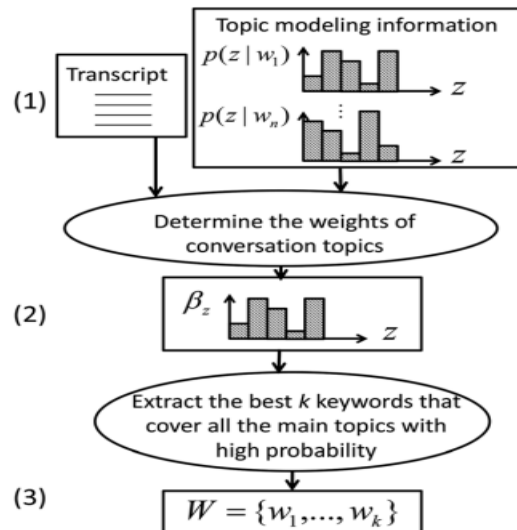 Topic modeling information
Transcript
p(z | w₁)
z
(1)
⋮
p(z | wₙ)
z
Determine the weights of
conversation topics
(2)
β_z
z
Extract the best k keywords that
cover all the main topics with
high probability
(3)
W = {w₁,..., wₖ}